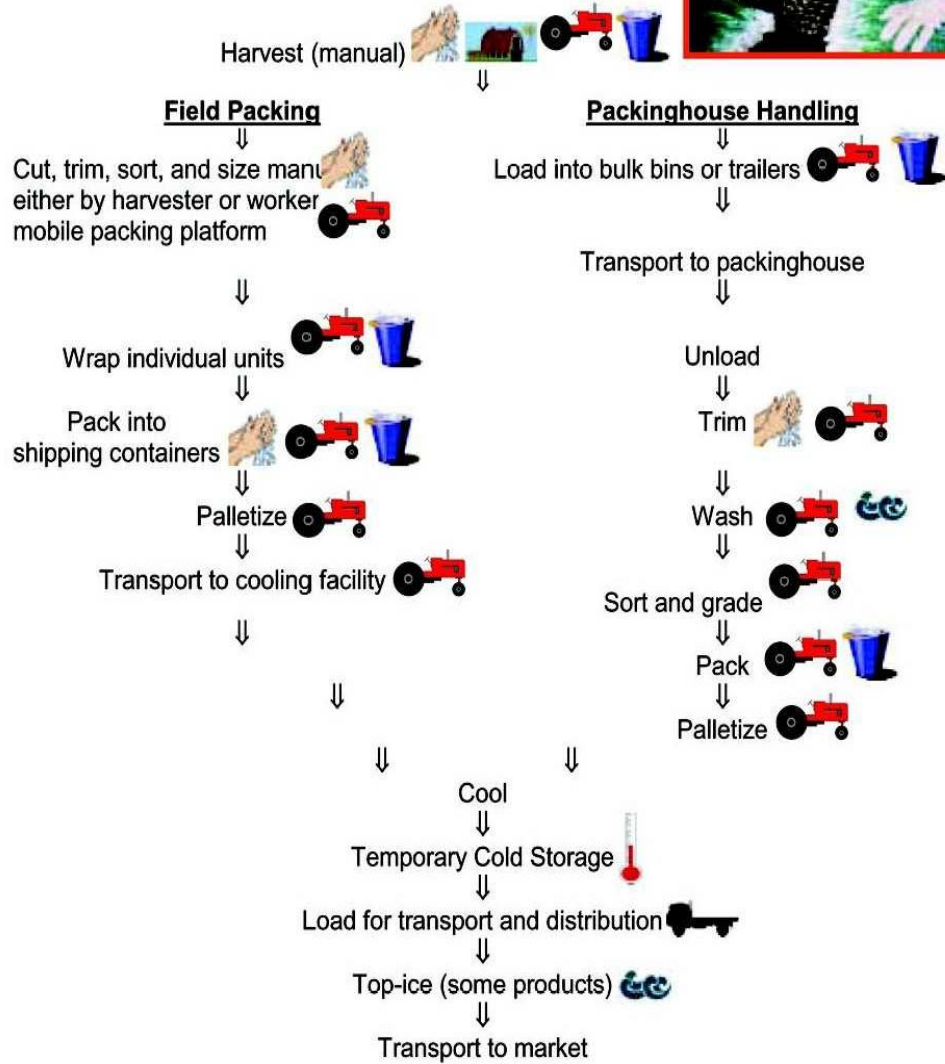 Harvest (manual)
Field Packing
Cut, trim, sort, and size manu
either by harvester or worker
mobile packing platform
Wrap individual units
Pack into
shipping containers
Palletize
Transport to cooling facility
Packinghouse Handling
Load into bulk bins or trailers
Transport to packinghouse
Unload
Trim
Wash
Sort and grade
Pack
Palletize
Cool
Temporary Cold Storage
Load for transport and distribution
Top-ice (some products)
Transport to market